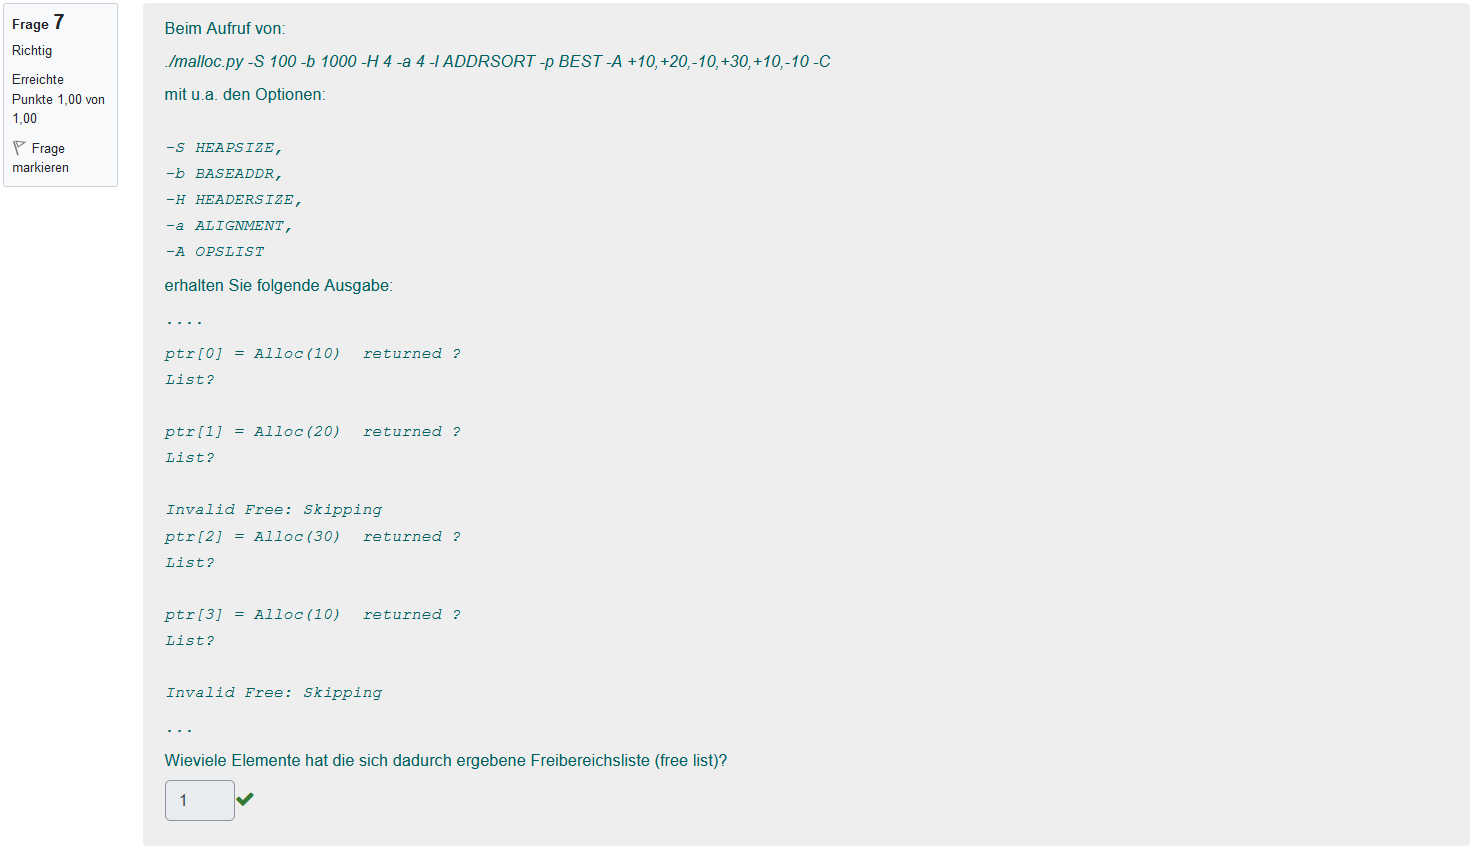 Frage 7
Richtig
Erreichte
Punkte 1,00 von
1,00
Frage
markieren
Beim Aufruf von:
./malloc.py -S 100 -b 1000 -H 4 -a 4 -l ADDRSORT -p BEST -A +10,+20,-10,+30,+10,-10 -C
mit u.a. den Optionen:
-S HEAPSIZE,
-b BASEADDR,
-H HEADERSIZE,
-a ALIGNMENT,
-A OPSLIST
erhalten Sie folgende Ausgabe:
....
ptr[0] = Alloc(10)  returned ?
List?
ptr[1] = Alloc(20)  returned ?
List?
Invalid Free: Skipping
ptr[2] = Alloc(30)  returned ?
List?
ptr[3] = Alloc(10)  returned ?
List?
Invalid Free: Skipping
...
Wieviele Elemente hat die sich dadurch ergebene Freibereichsliste (free list)?
1